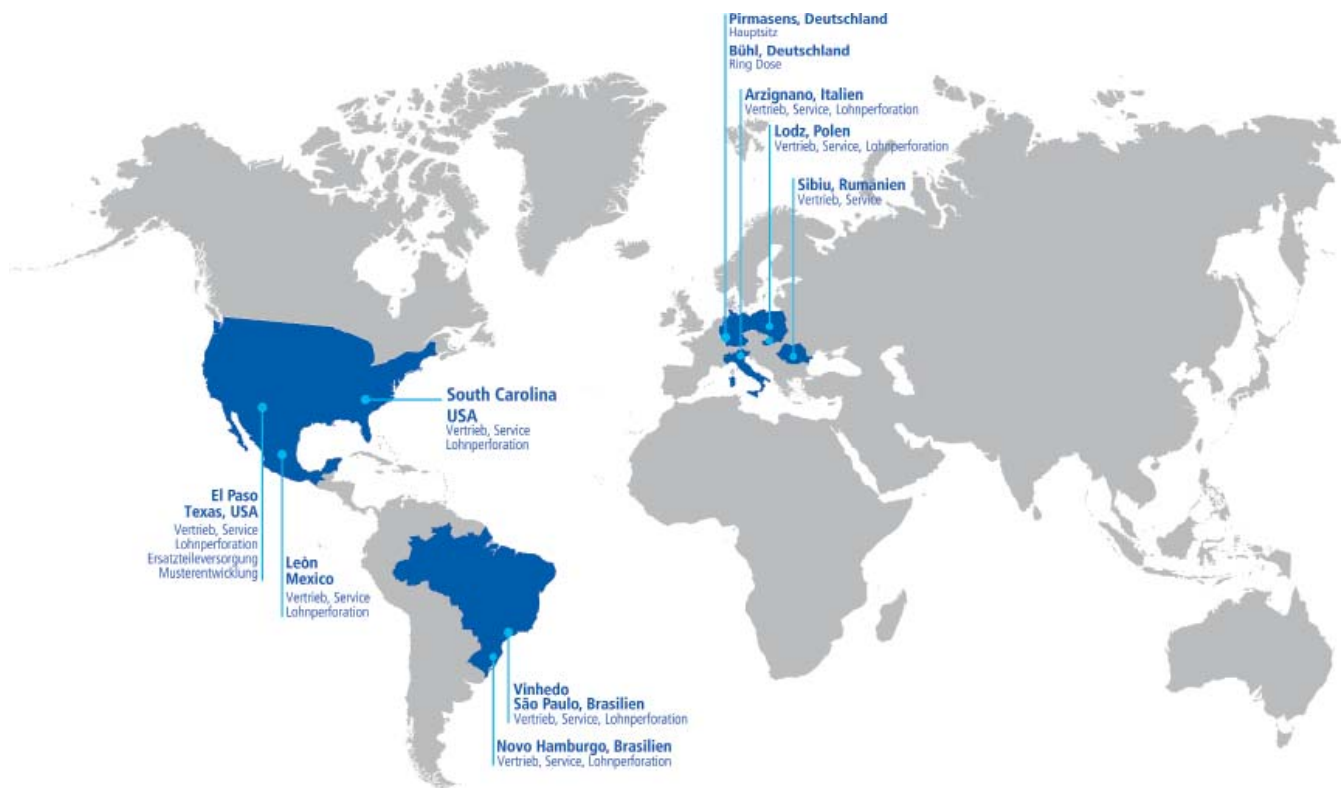 Pirmasens, Deutschland
Hauptsitz
Bühl, Deutschland
Ring Dose
Arzignano, Italien
Vertrieb, Service, Lohnperforation
Lodz, Polen
Vertrieb, Service, Lohnperforation
Sibiu, Rumanien
Vertrieb, Service
South Carolina
USA
Vertrieb, Service
Lohnperforation
El Paso
Texas, USA
Vertrieb, Service
Lohnperforation
Ersatzteileversorgung
Musterentwicklung
Leòn
Mexico
Vertrieb, Service
Lohnperforation
Vinhedo
São Paulo, Brasilien
Vertrieb, Service, Lohnperforation
Novo Hamburgo, Brasilien
Vertrieb, Service, Lohnperforation